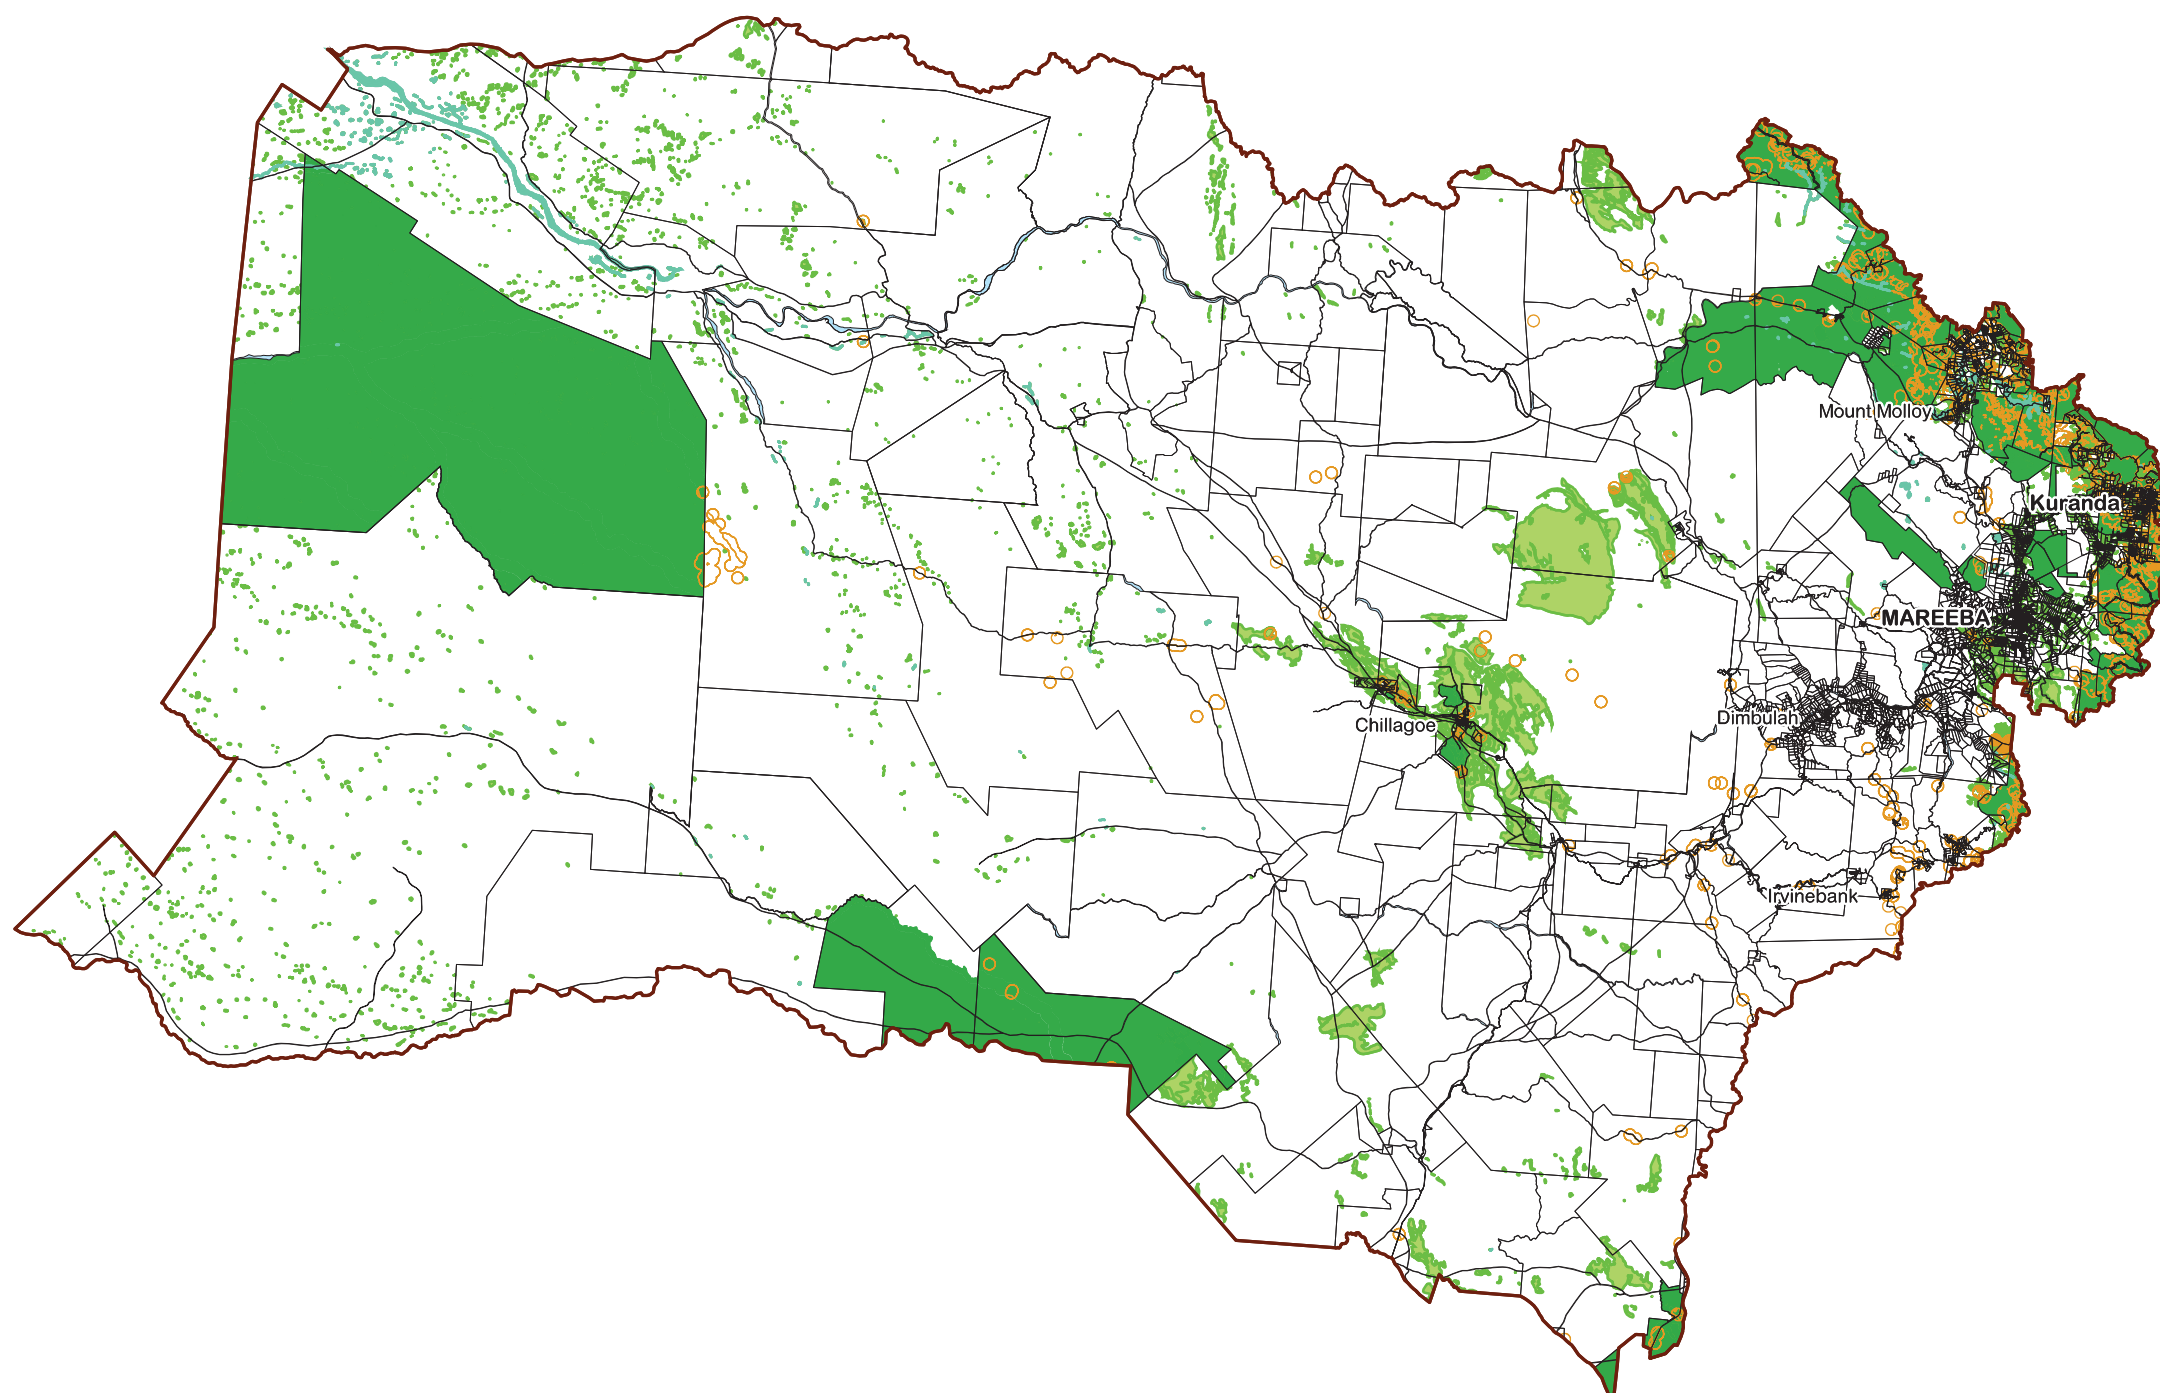 Mount Molloy
Kuranda
MAREEBA
Chillagoe
Dimbulah
Irvinebank